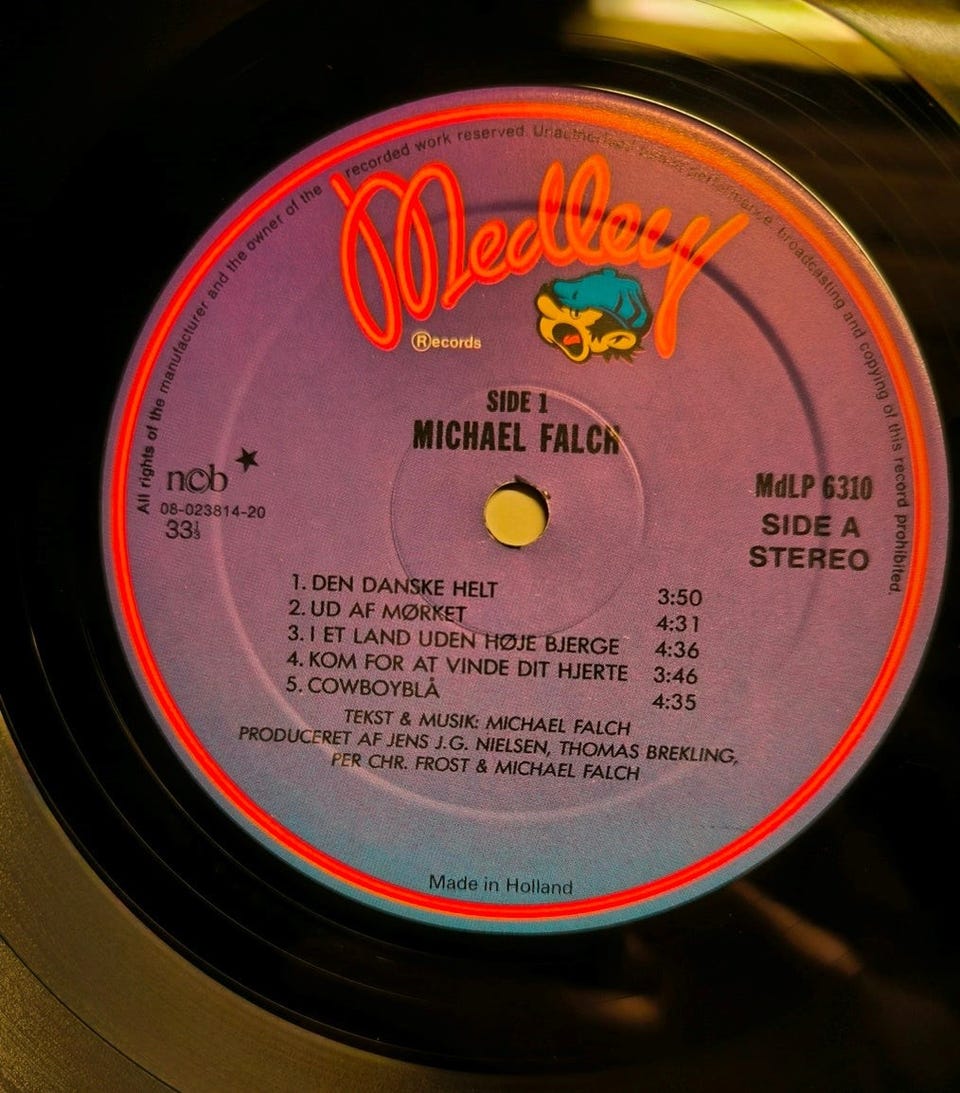 All rights of the manufacturer and the owner of the recorded work reserved. Unauthorised public performance, broadcasting and copying of this record prohibited.
Medley
®ecords
SIDE 1
MICHAEL FALCH
n©b
08-023814-20
33⅓
MdLP 6310
SIDE A
STEREO
1. DEN DANSKE HELT 3:50
2. UD AF MØRKET 4:31
3. I ET LAND UDEN HØJE BJERGE 4:36
4. KOM FOR AT VINDE DIT HJERTE 3:46
5. COWBOYBLÅ 4:35
TEKST & MUSIK: MICHAEL FALCH
PRODUCERET AF JENS J.G. NIELSEN, THOMAS BREKLING,
PER CHR. FROST & MICHAEL FALCH
Made in Holland